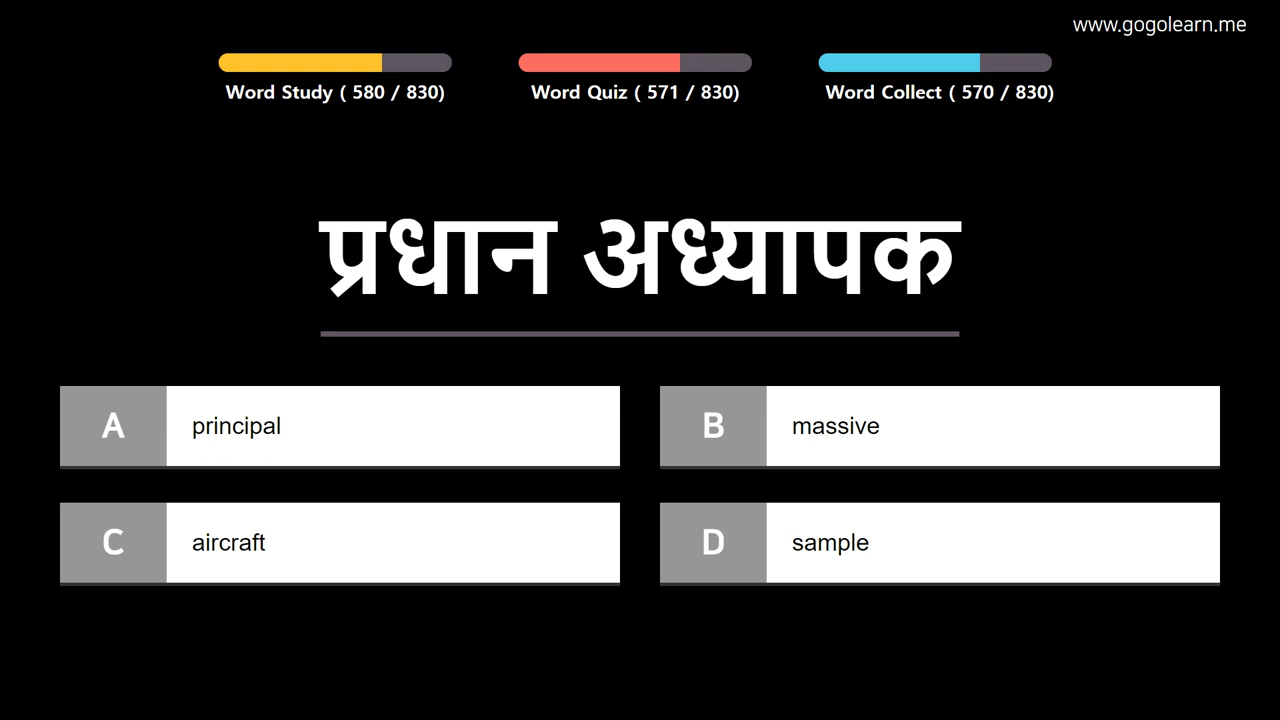 www.gogolearn.me
Word Study ( 580 / 830)
Word Quiz ( 571 / 830)
Word Collect ( 570 / 830)
प्रधान अध्यापक
A principal
B massive
C aircraft
D sample